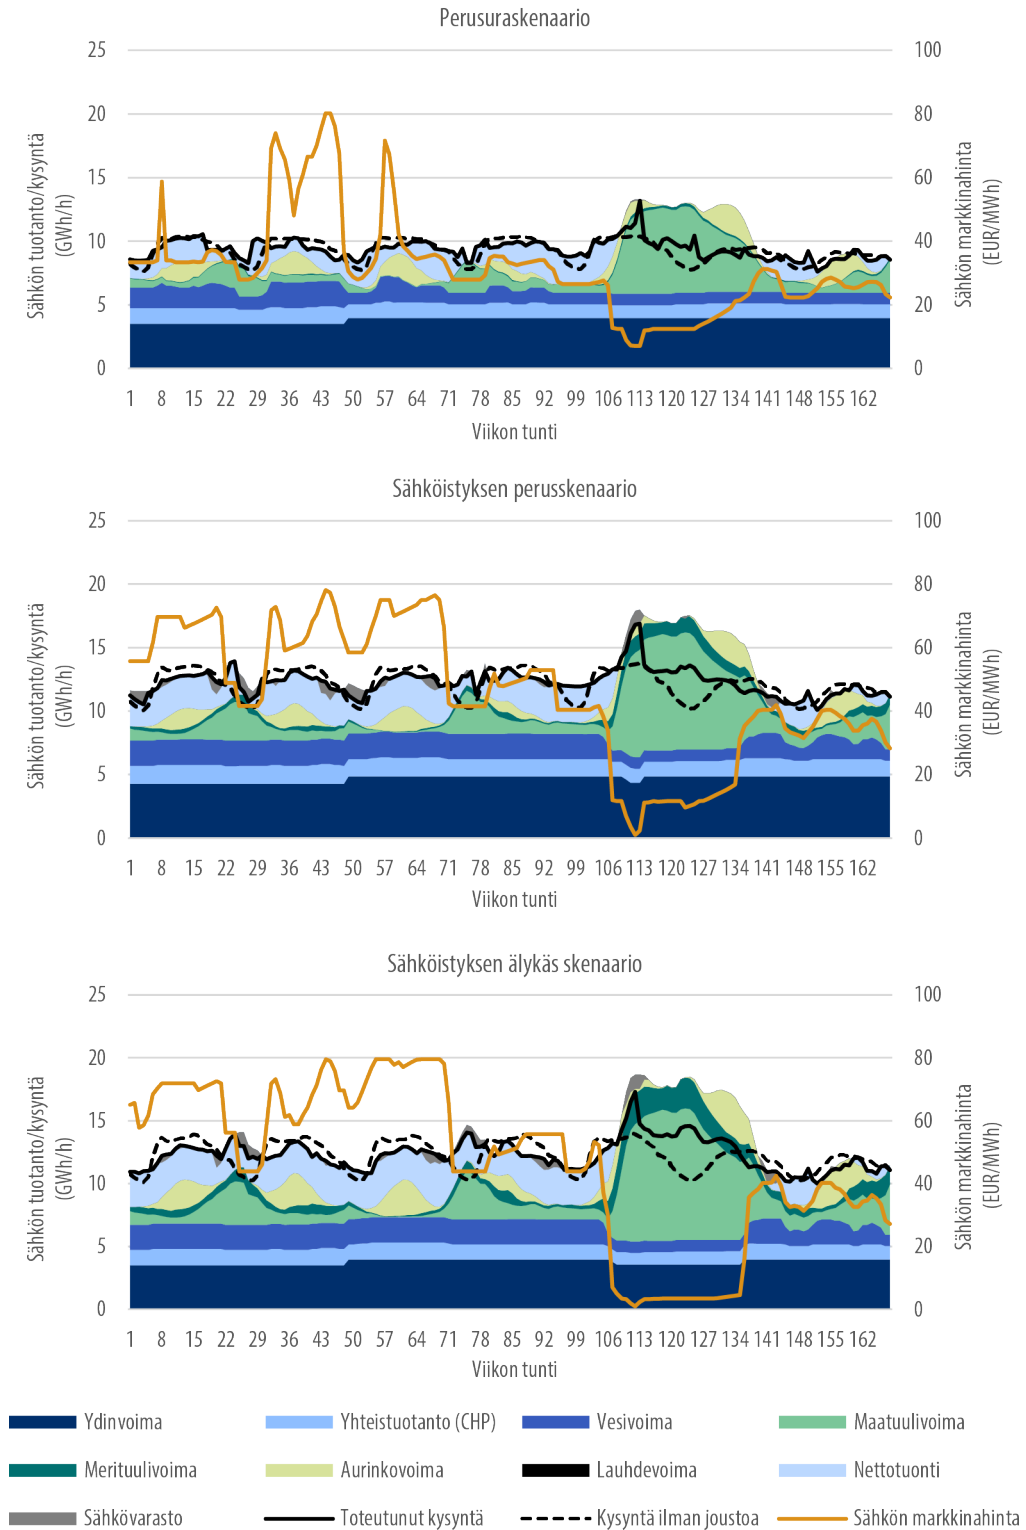 Perusuraskenaario
Sähkön tuotanto/kysyntä
(GWh/h)
25
20
15
10
5
0
100
80
60
40
20
0
Sähkön markkinahinta
(EUR/MWh)
1 8 15 22 29 36 43 50 57 64 71 78 85 92 99 106 113 120 127 134 141 148 155 162
Viikon tunti
Sähköistyksen perusskenaario
Sähkön tuotanto/kysyntä
(GWh/h)
25
20
15
10
5
0
100
80
60
40
20
0
Sähkön markkinahinta
(EUR/MWh)
1 8 15 22 29 36 43 50 57 64 71 78 85 92 99 106 113 120 127 134 141 148 155 162
Viikon tunti
Sähköistyksen älykäs skenaario
Sähkön tuotanto/kysyntä
(GWh/h)
25
20
15
10
5
0
100
80
60
40
20
0
Sähkön markkinahinta
(EUR/MWh)
1 8 15 22 29 36 43 50 57 64 71 78 85 92 99 106 113 120 127 134 141 148 155 162
Viikon tunti
Ydinvoima Yhteistuotanto (CHP) Vesivoima Maatuulivoima
Merituulivoima Aurinkovoima Lauhdevoima Nettotuonti
Sähkövarasto Toteutunut kysyntä Kysyntä ilman joustoa Sähkön markkinahinta